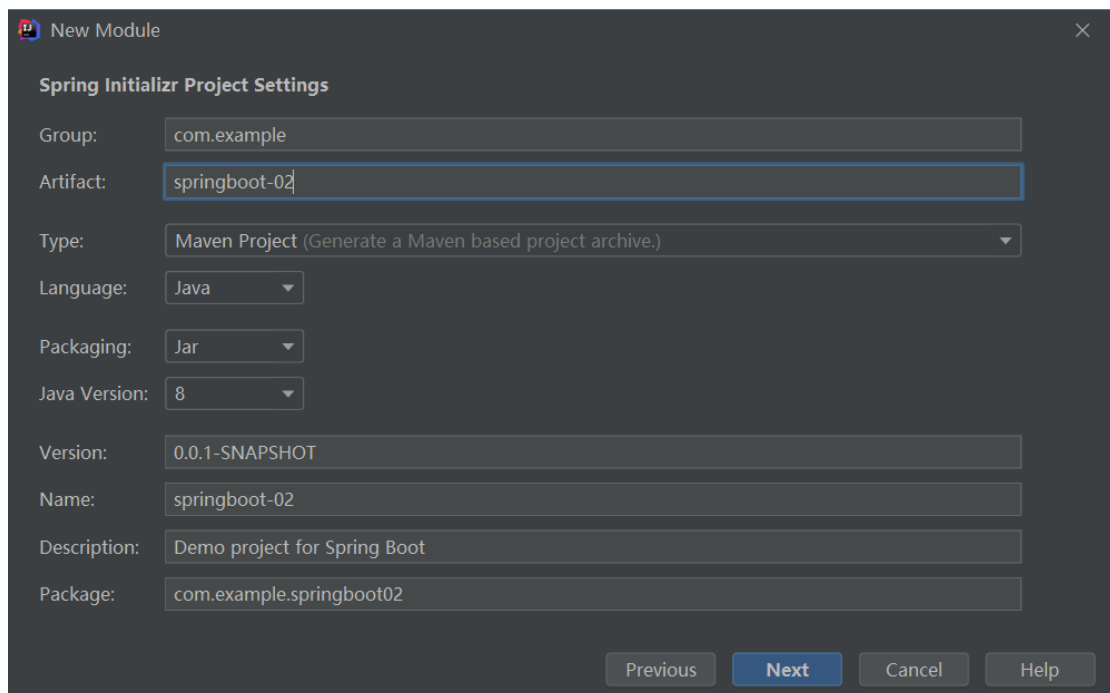 New Module
Spring Initializr Project Settings
Group: com.example
Artifact: springboot-02
Type: Maven Project (Generate a Maven based project archive.)
Language: Java
Packaging: Jar
Java Version: 8
Version: 0.0.1-SNAPSHOT
Name: springboot-02
Description: Demo project for Spring Boot
Package: com.example.springboot02
Previous Next Cancel Help